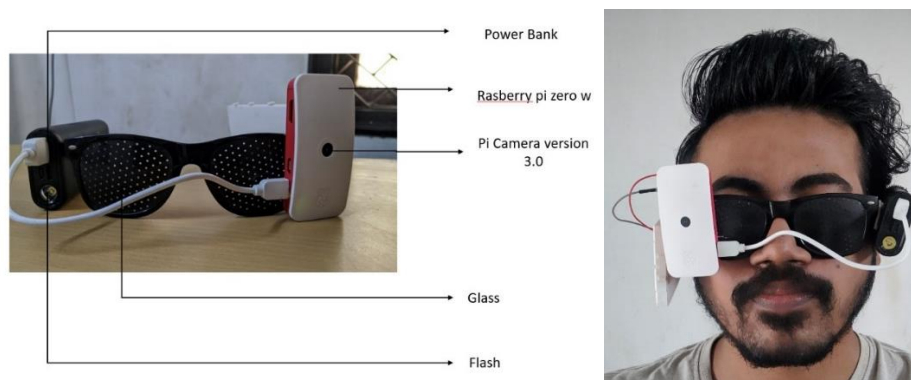 Power Bank
Rasberry pi zero w
Pi Camera version
3.0
Glass
Flash